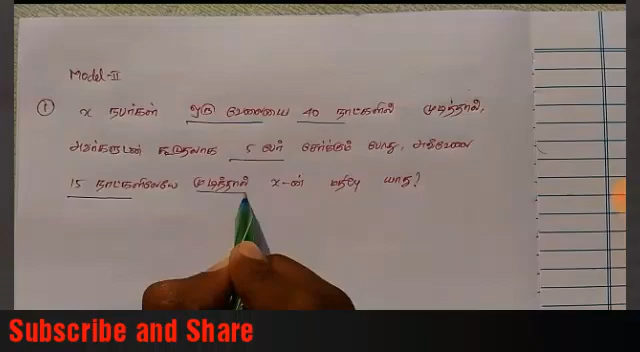 Model-II
① x நபர்கள் ஒரு வேலையை 40 நாட்களில் முடித்தால்,
அவர்களுடன் கூடுதலாக 5 பேர் சேர்க்கும் போது, அவ்வேலை
15 நாட்களிலேயே முடித்தால் x-ன் மதிப்பு யாது?
Subscribe and Share